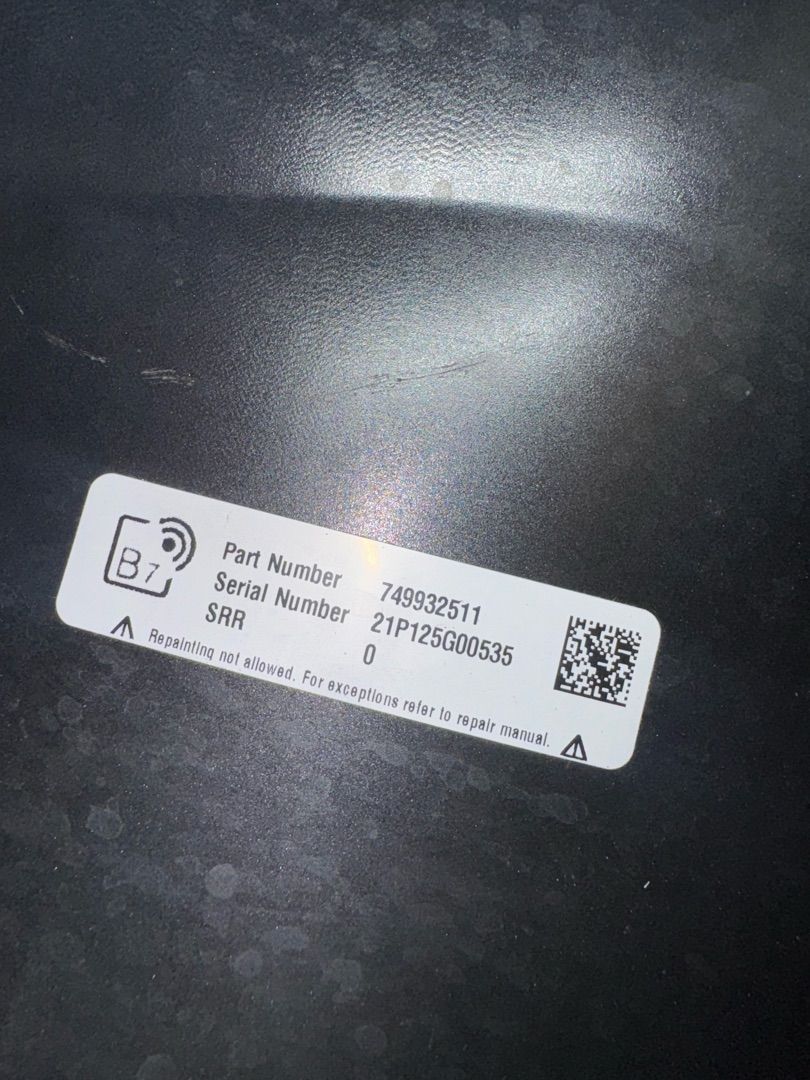 B7
Part Number 749932511
Serial Number 21P125G00535
SRR 0
Repainting not allowed. For exceptions refer to repair manual.